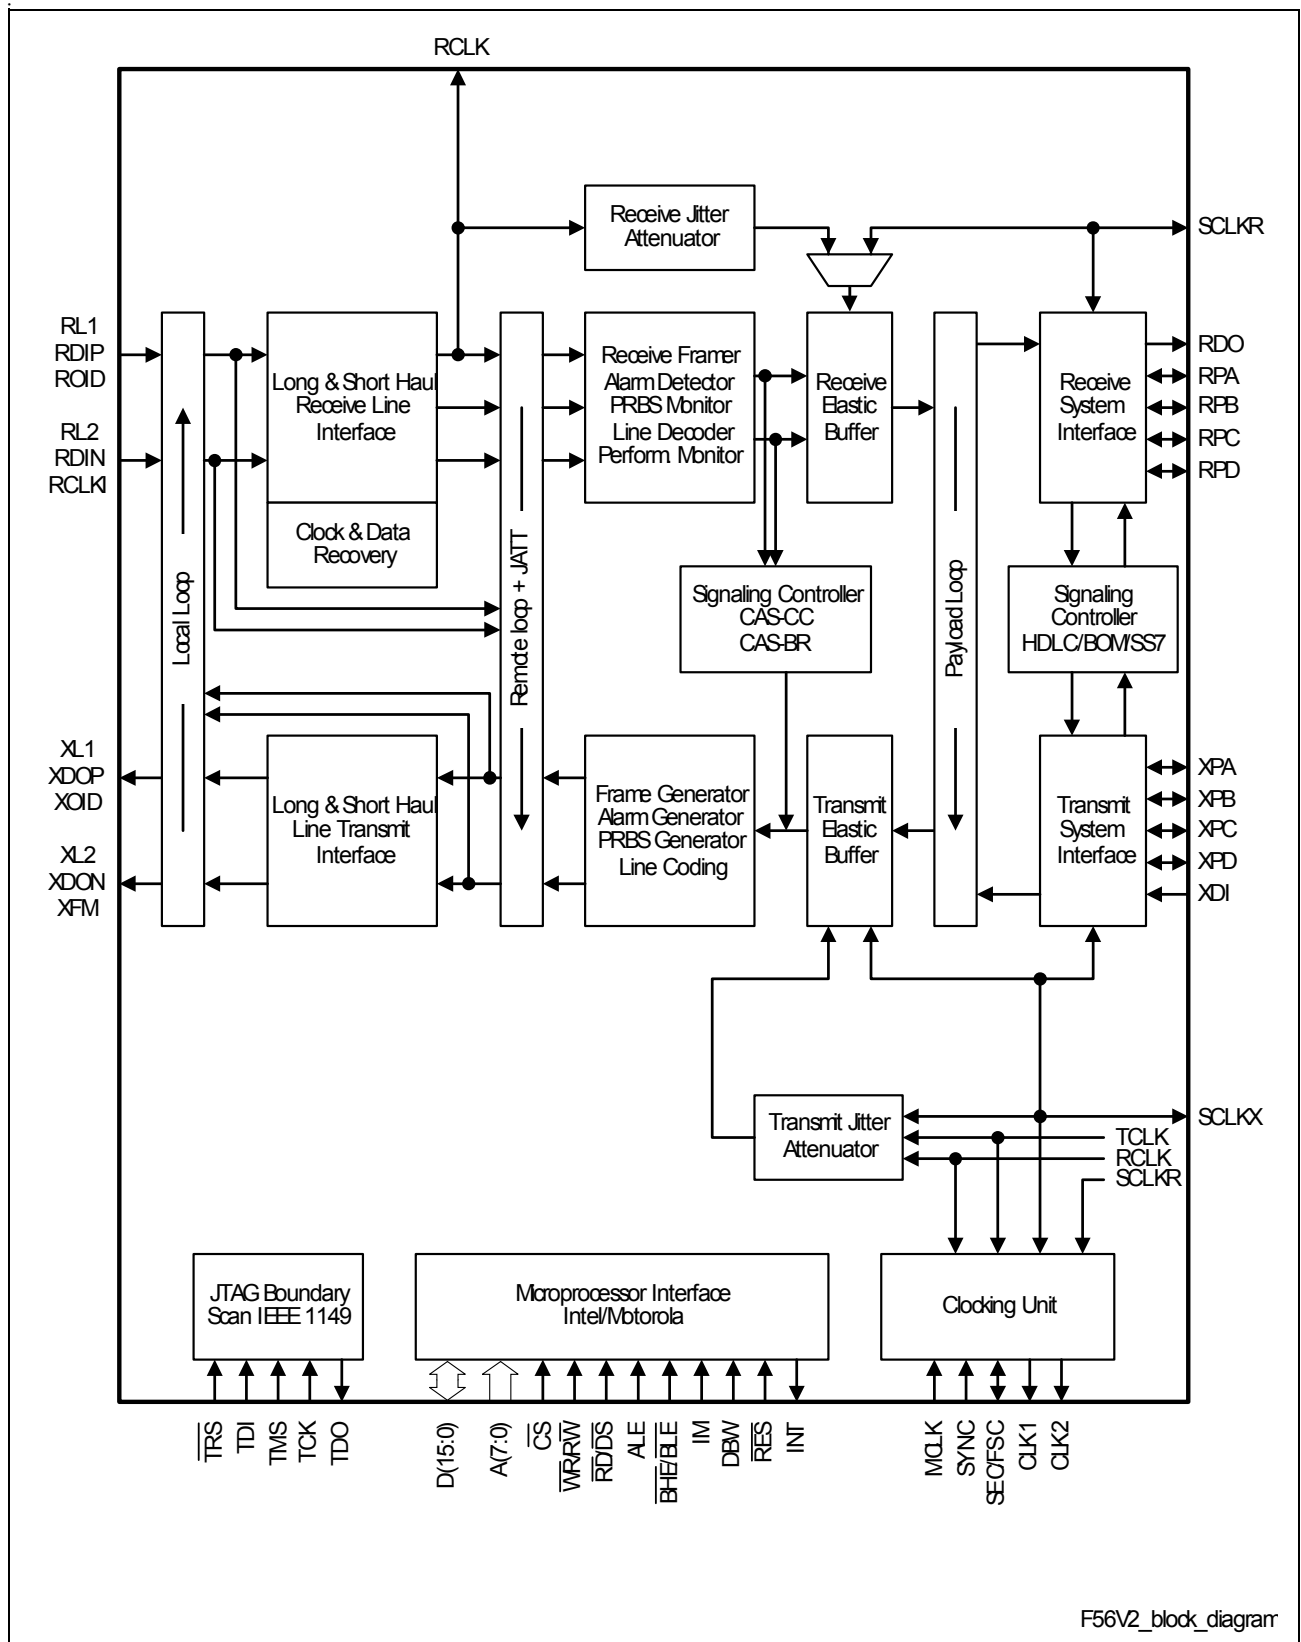 RCLK
Receive Jitter
Attenuator
SCLKR
RL1
RDIP
ROID
RL2
RDIN
RCLKI
Local Loop
Long & Short Haul
Receive Line
Interface
Clock & Data
Recovery
Remote loop + JATT
Receive Framer
Alarm Detector
PRBS Monitor
Line Decoder
Perform. Monitor
Receive
Elastic
Buffer
Payload Loop
Receive
System
Interface
RDO
RPA
RPB
RPC
RPD
Signaling Controller
CAS-CC
CAS-BR
Signaling
Controller
HDLC/BOM/SS7
XL1
XDOP
XOID
XL2
XDON
XFM
Long & Short Haul
Line Transmit
Interface
Frame Generator
Alarm Generator
PRBS Generator
Line Coding
Transmit
Elastic
Buffer
Transmit
System
Interface
XPA
XPB
XPC
XPD
XDI
Transmit Jitter
Attenuator
SCLKX
TCLK
RCLK
SCLKR
JTAG Boundary
Scan IEEE 1149
Microprocessor Interface
Intel/Motorola
Clocking Unit
TRS
TDI
TMS
TCK
TDO
D(15:0)
A(7:0)
CS
WR/RW
RD/DS
ALE
BHE/BLE
IM
DBW
RES
INT
MCLK
SYNC
SEC/FSC
CLK1
CLK2
F56V2_block_diagram